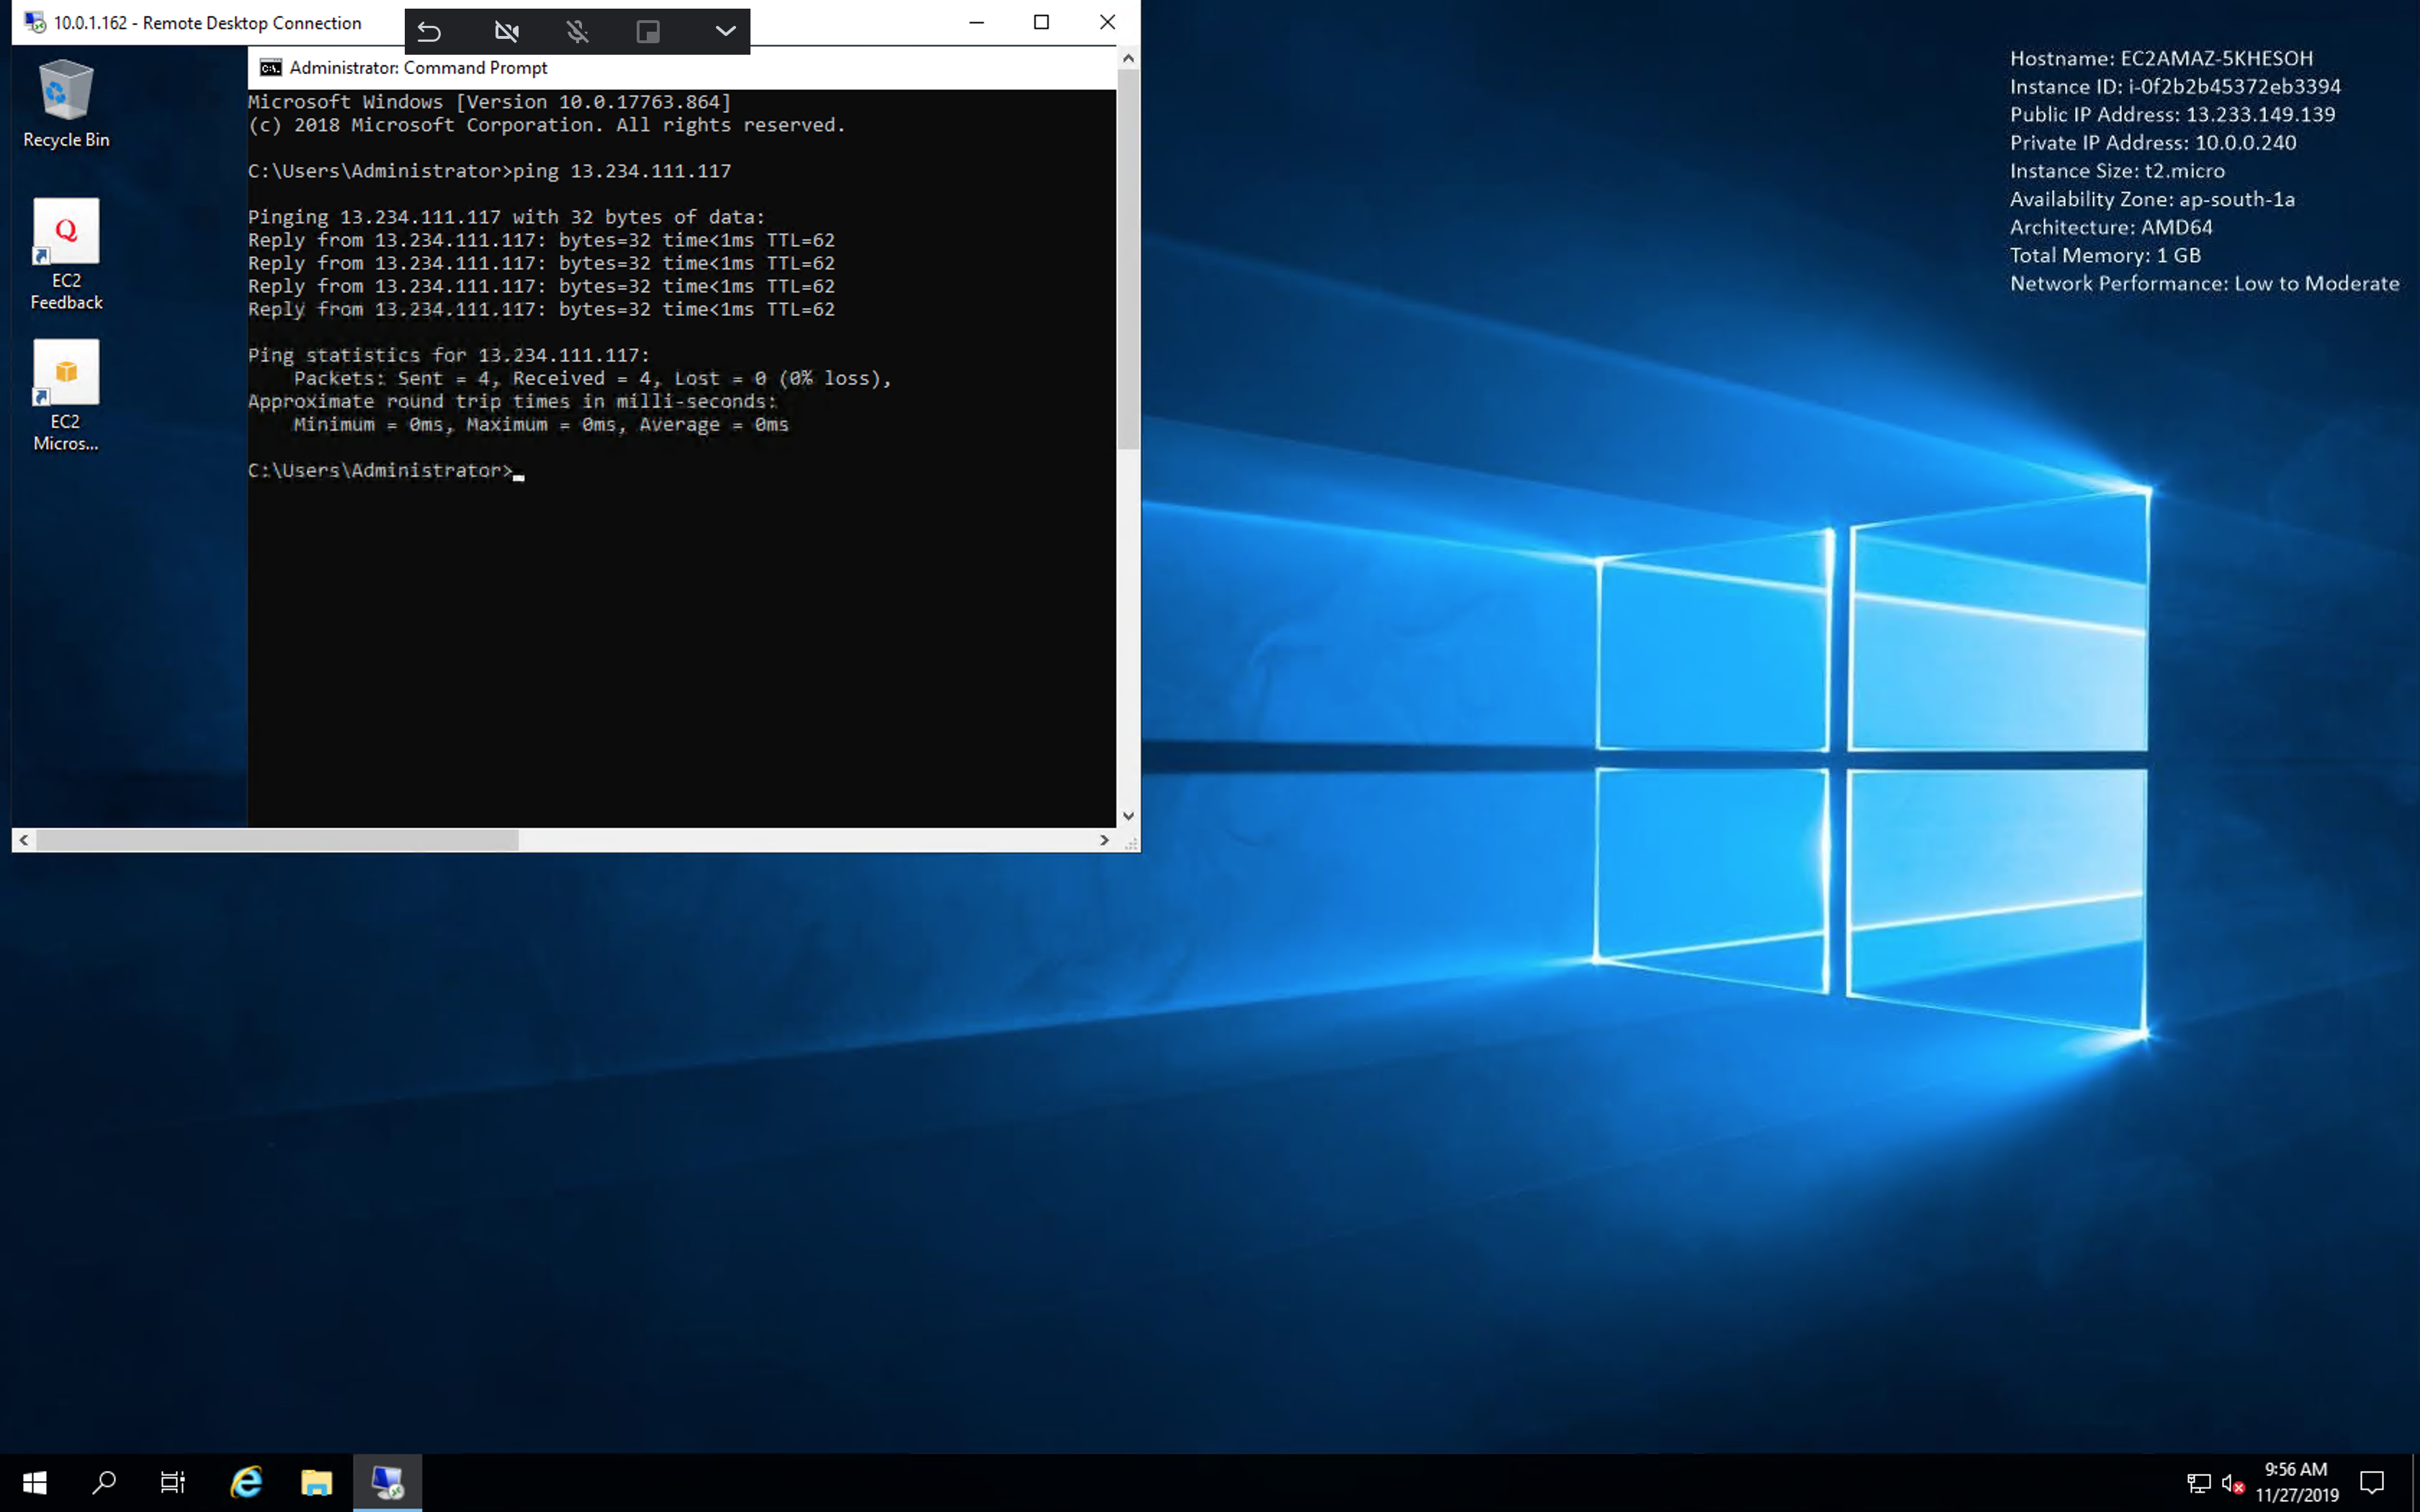 10.0.1.162 - Remote Desktop Connection
Administrator: Command Prompt
Recycle Bin
EC2
Feedback
EC2
Micros...
Microsoft Windows [Version 10.0.17763.864]
(c) 2018 Microsoft Corporation. All rights reserved.
C:\Users\Administrator>ping 13.234.111.117
Pinging 13.234.111.117 with 32 bytes of data:
Reply from 13.234.111.117: bytes=32 time<1ms TTL=62
Reply from 13.234.111.117: bytes=32 time<1ms TTL=62
Reply from 13.234.111.117: bytes=32 time<1ms TTL=62
Reply from 13.234.111.117: bytes=32 time<1ms TTL=62
Ping statistics for 13.234.111.117:
Packets: Sent = 4, Received = 4, Lost = 0 (0% loss),
Approximate round trip times in milli-seconds:
Minimum = 0ms, Maximum = 0ms, Average = 0ms
C:\Users\Administrator>
Hostname: EC2AMAZ-5KHESOH
Instance ID: i-0f2b2b45372eb3394
Public IP Address: 13.233.149.139
Private IP Address: 10.0.0.240
Instance Size: t2.micro
Availability Zone: ap-south-1a
Architecture: AMD64
Total Memory: 1 GB
Network Performance: Low to Moderate
9:56 AM
11/27/2019